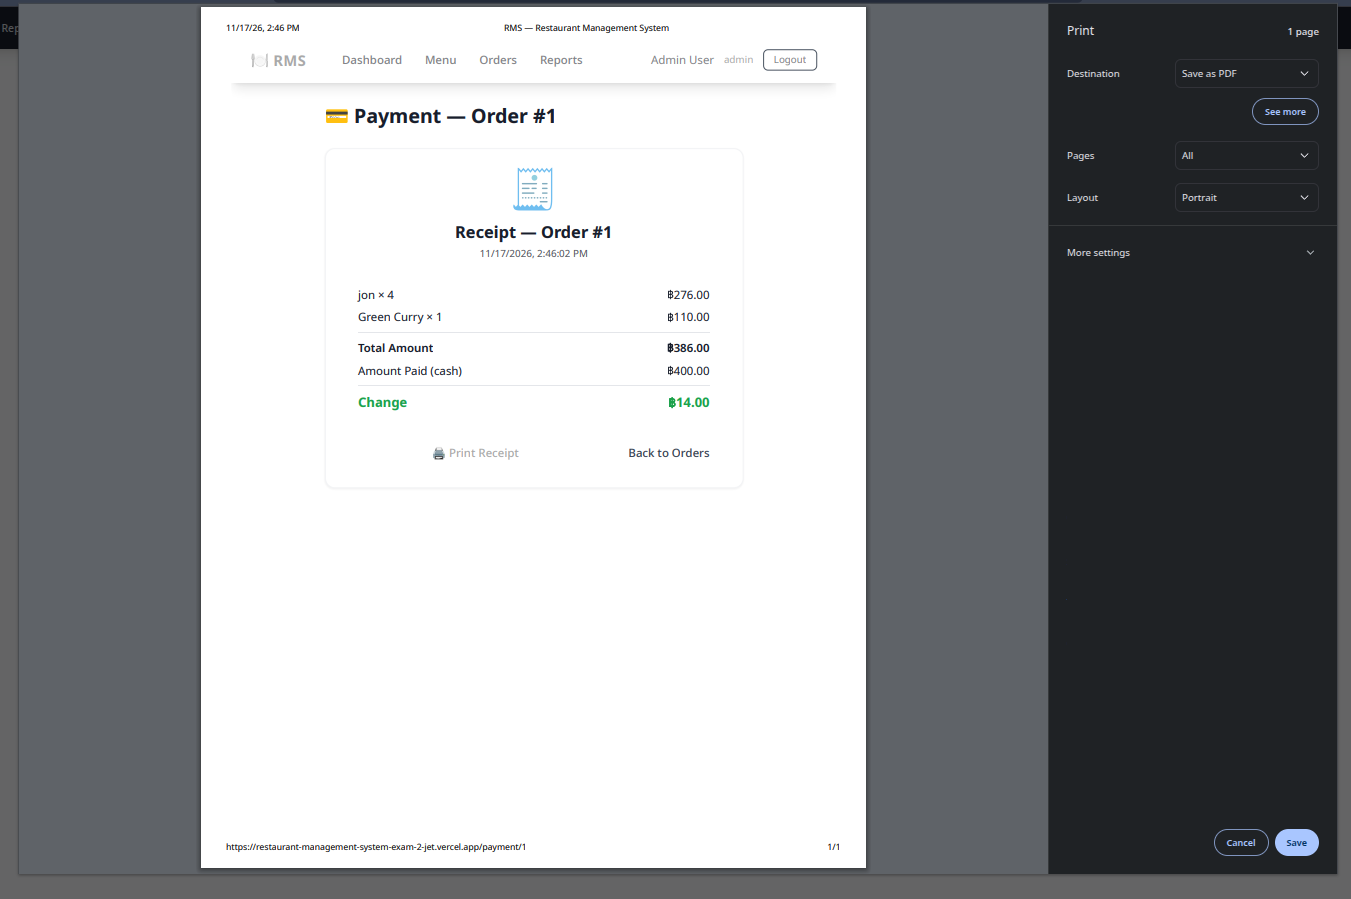 Rep
11/17/26, 2:46 PM
RMS — Restaurant Management System
RMS
Dashboard
Menu
Orders
Reports
Admin User
admin
Logout
Payment — Order #1
Receipt — Order #1
11/17/2026, 2:46:02 PM
jon × 4 ฿276.00
Green Curry × 1 ฿110.00
Total Amount ฿386.00
Amount Paid (cash) ฿400.00
Change ฿14.00
Print Receipt
Back to Orders
https://restaurant-management-system-exam-2-jet.vercel.app/payment/1
1/1
Print
1 page
Destination
Save as PDF
See more
Pages
All
Layout
Portrait
More settings
Cancel
Save